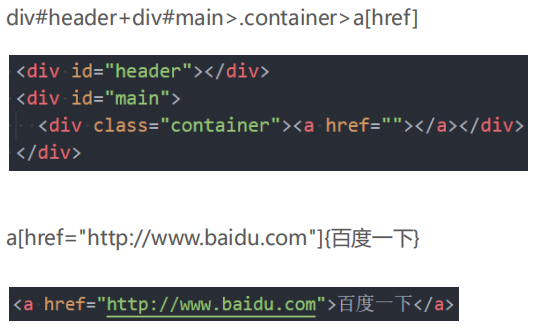 div#header+div#main>.container>a[href]
<div id="header"></div>
<div id="main">
  <div class="container"><a href=""></a></div>
</div>
a[href="http://www.baidu.com"]{百度一下}
<a href="http://www.baidu.com">百度一下</a>